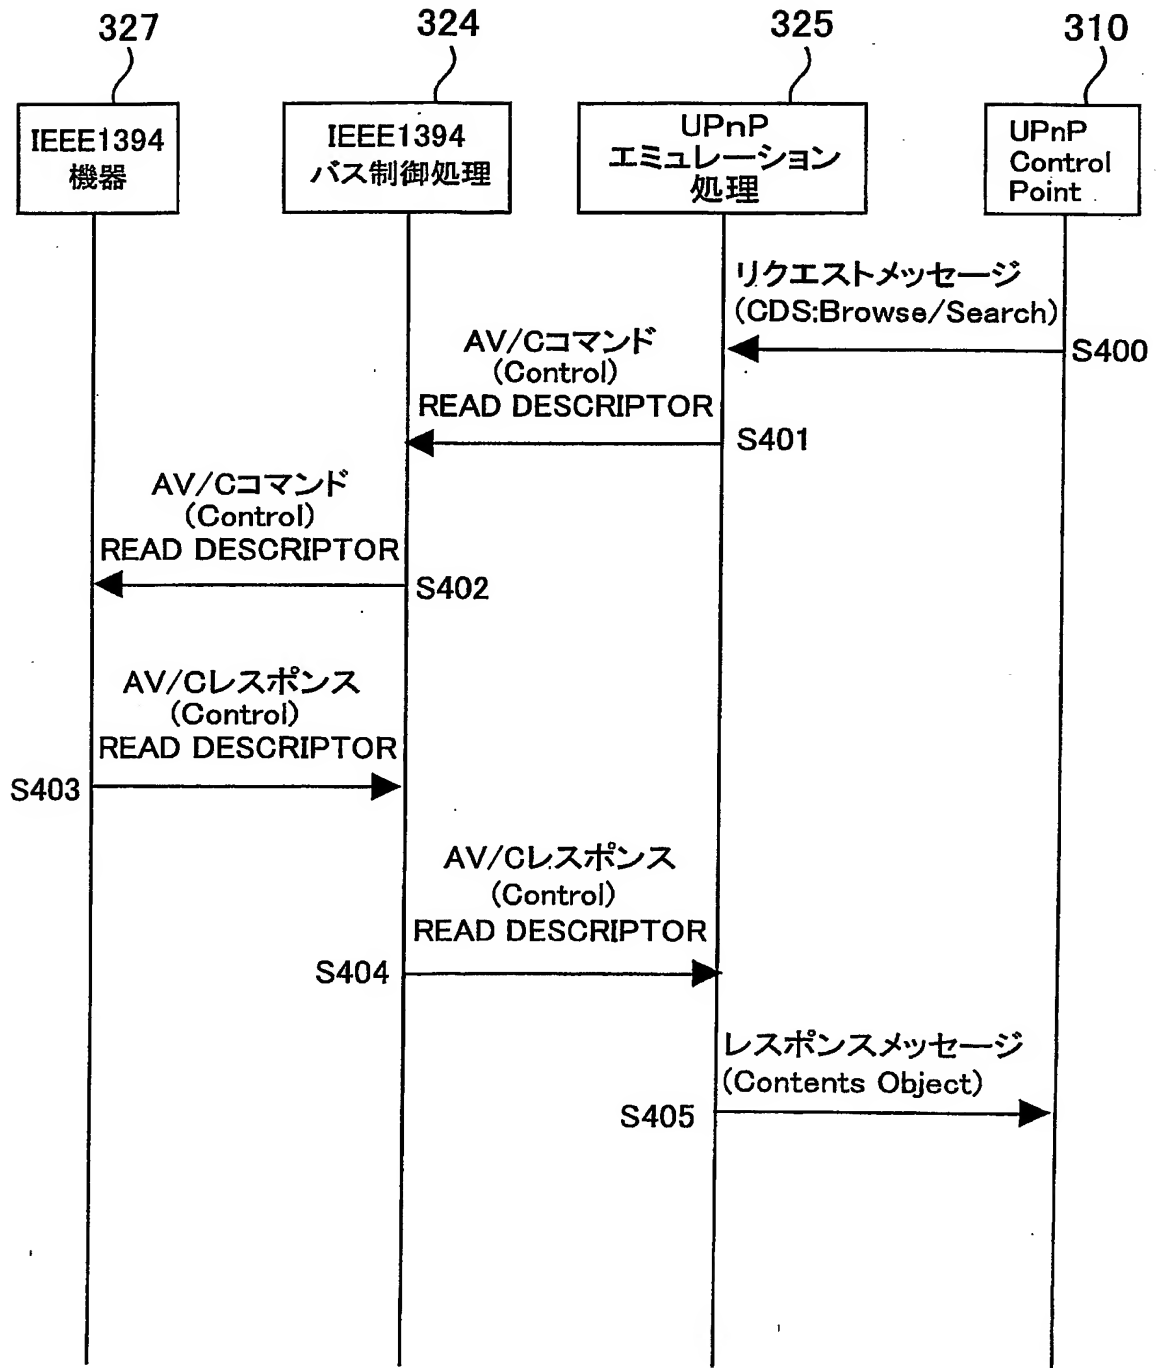 327
324
325
310
IEEE1394
機器
IEEE1394
バス制御処理
UPnP
エミュレーション
処理
UPnP
Control
Point
リクエストメッセージ
(CDS:Browse/Search)
S400
AV/Cコマンド
(Control)
READ DESCRIPTOR
S401
AV/Cコマンド
(Control)
READ DESCRIPTOR
S402
AV/Cレスポンス
(Control)
READ DESCRIPTOR
S403
AV/Cレスポンス
(Control)
READ DESCRIPTOR
S404
レスポンスメッセージ
(Contents Object)
S405